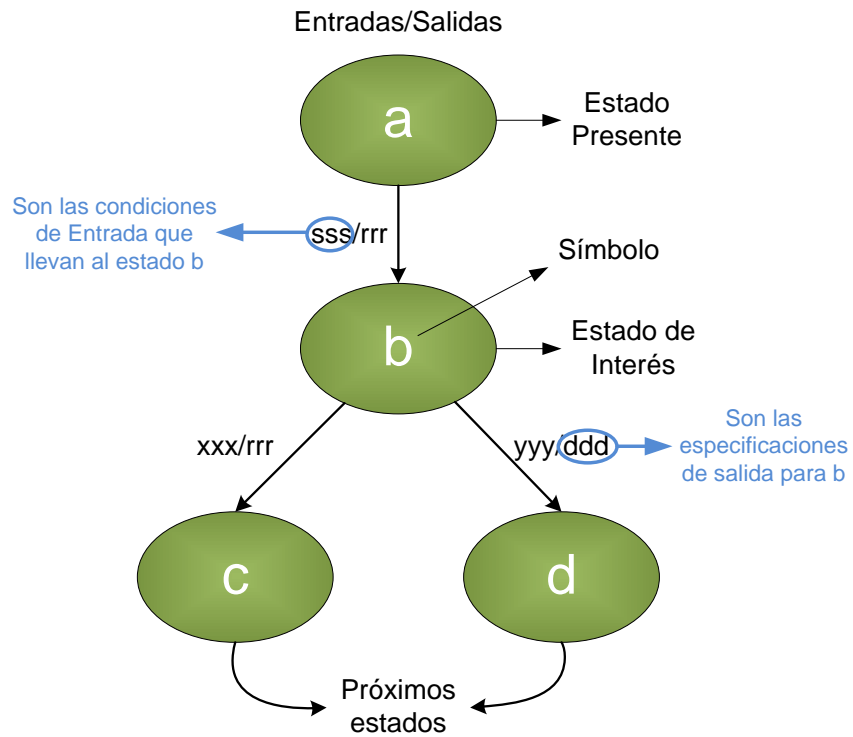 Entradas/Salidas
a
Estado
Presente
Son las condiciones
de Entrada que
llevan al estado b
sss/rrr
Símbolo
b
Estado de
Interés
xxx/rrr
yyy/ddd
Son las
especificaciones
de salida para b
c
d
Próximos
estados